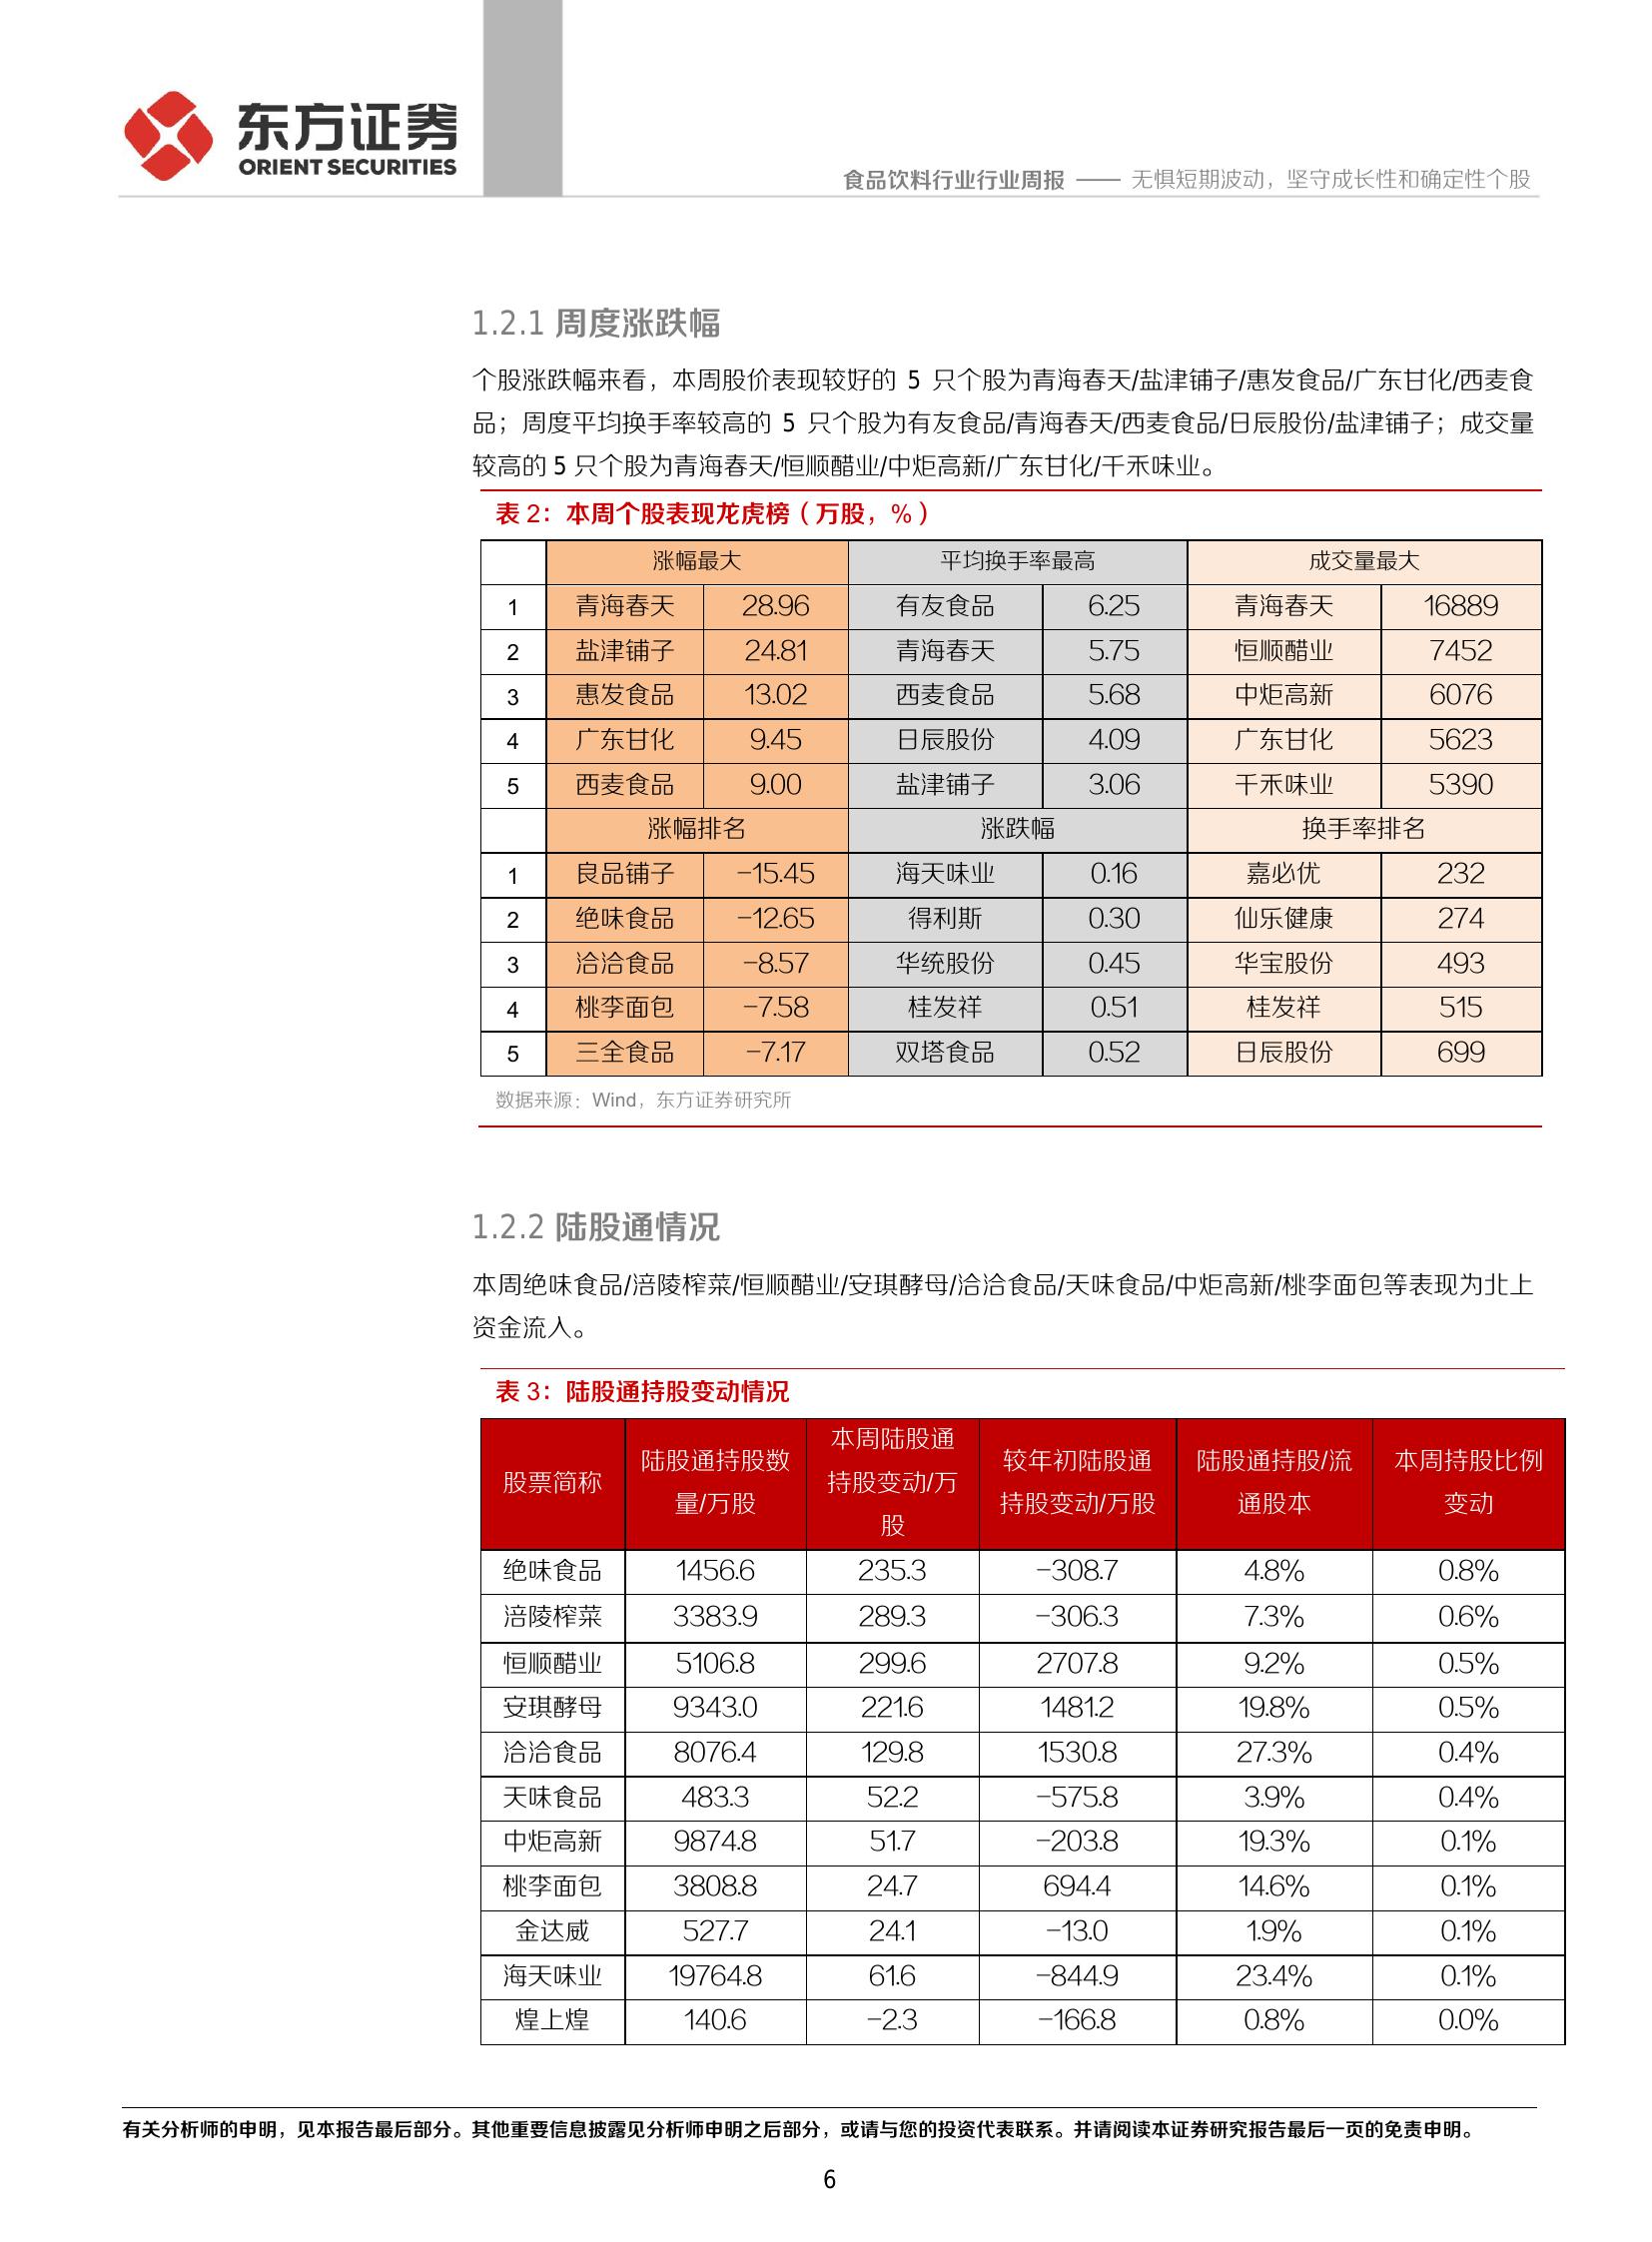 东方证券
ORIENT SECURITIES
食品饮料行业行业周报 —— 无惧短期波动，坚守成长性和确定性个股
1.2.1 周度涨跌幅
个股涨跌幅来看，本周股价表现较好的 5 只个股为青海春天/盐津铺子/惠发食品/广东甘化/西麦食
品；周度平均换手率较高的 5 只个股为有友食品/青海春天/西麦食品/日辰股份/盐津铺子；成交量
较高的 5 只个股为青海春天/恒顺醋业/中炬高新/广东甘化/千禾味业。
表 2：本周个股表现龙虎榜（万股，%）
涨幅最大 平均换手率最高 成交量最大
1 青海春天 28.96 有友食品 6.25 青海春天 16889
2 盐津铺子 24.81 青海春天 5.75 恒顺醋业 7452
3 惠发食品 13.02 西麦食品 5.68 中炬高新 6076
4 广东甘化 9.45 日辰股份 4.09 广东甘化 5623
5 西麦食品 9.00 盐津铺子 3.06 千禾味业 5390
涨幅排名 涨跌幅 换手率排名
1 良品铺子 -15.45 海天味业 0.16 嘉必优 232
2 绝味食品 -12.65 得利斯 0.30 仙乐健康 274
3 洽洽食品 -8.57 华统股份 0.45 华宝股份 493
4 桃李面包 -7.58 桂发祥 0.51 桂发祥 515
5 三全食品 -7.17 双塔食品 0.52 日辰股份 699
数据来源：Wind，东方证券研究所
1.2.2 陆股通情况
本周绝味食品/涪陵榨菜/恒顺醋业/安琪酵母/洽洽食品/天味食品/中炬高新/桃李面包等表现为北上
资金流入。
表 3：陆股通持股变动情况
股票简称 陆股通持股数量/万股 本周陆股通持股变动/万股 较年初陆股通持股变动/万股 陆股通持股/流通股本 本周持股比例变动
绝味食品 1456.6 235.3 -308.7 4.8% 0.8%
涪陵榨菜 3383.9 289.3 -306.3 7.3% 0.6%
恒顺醋业 5106.8 299.6 2707.8 9.2% 0.5%
安琪酵母 9343.0 221.6 1481.2 19.8% 0.5%
洽洽食品 8076.4 129.8 1530.8 27.3% 0.4%
天味食品 483.3 52.2 -575.8 3.9% 0.4%
中炬高新 9874.8 51.7 -203.8 19.3% 0.1%
桃李面包 3808.8 24.7 694.4 14.6% 0.1%
金达威 527.7 24.1 -13.0 1.9% 0.1%
海天味业 19764.8 61.6 -844.9 23.4% 0.1%
煌上煌 140.6 -2.3 -166.8 0.8% 0.0%
有关分析师的申明，见本报告最后部分。其他重要信息披露见分析师申明之后部分，或请与您的投资代表联系。并请阅读本证券研究报告最后一页的免责申明。
6